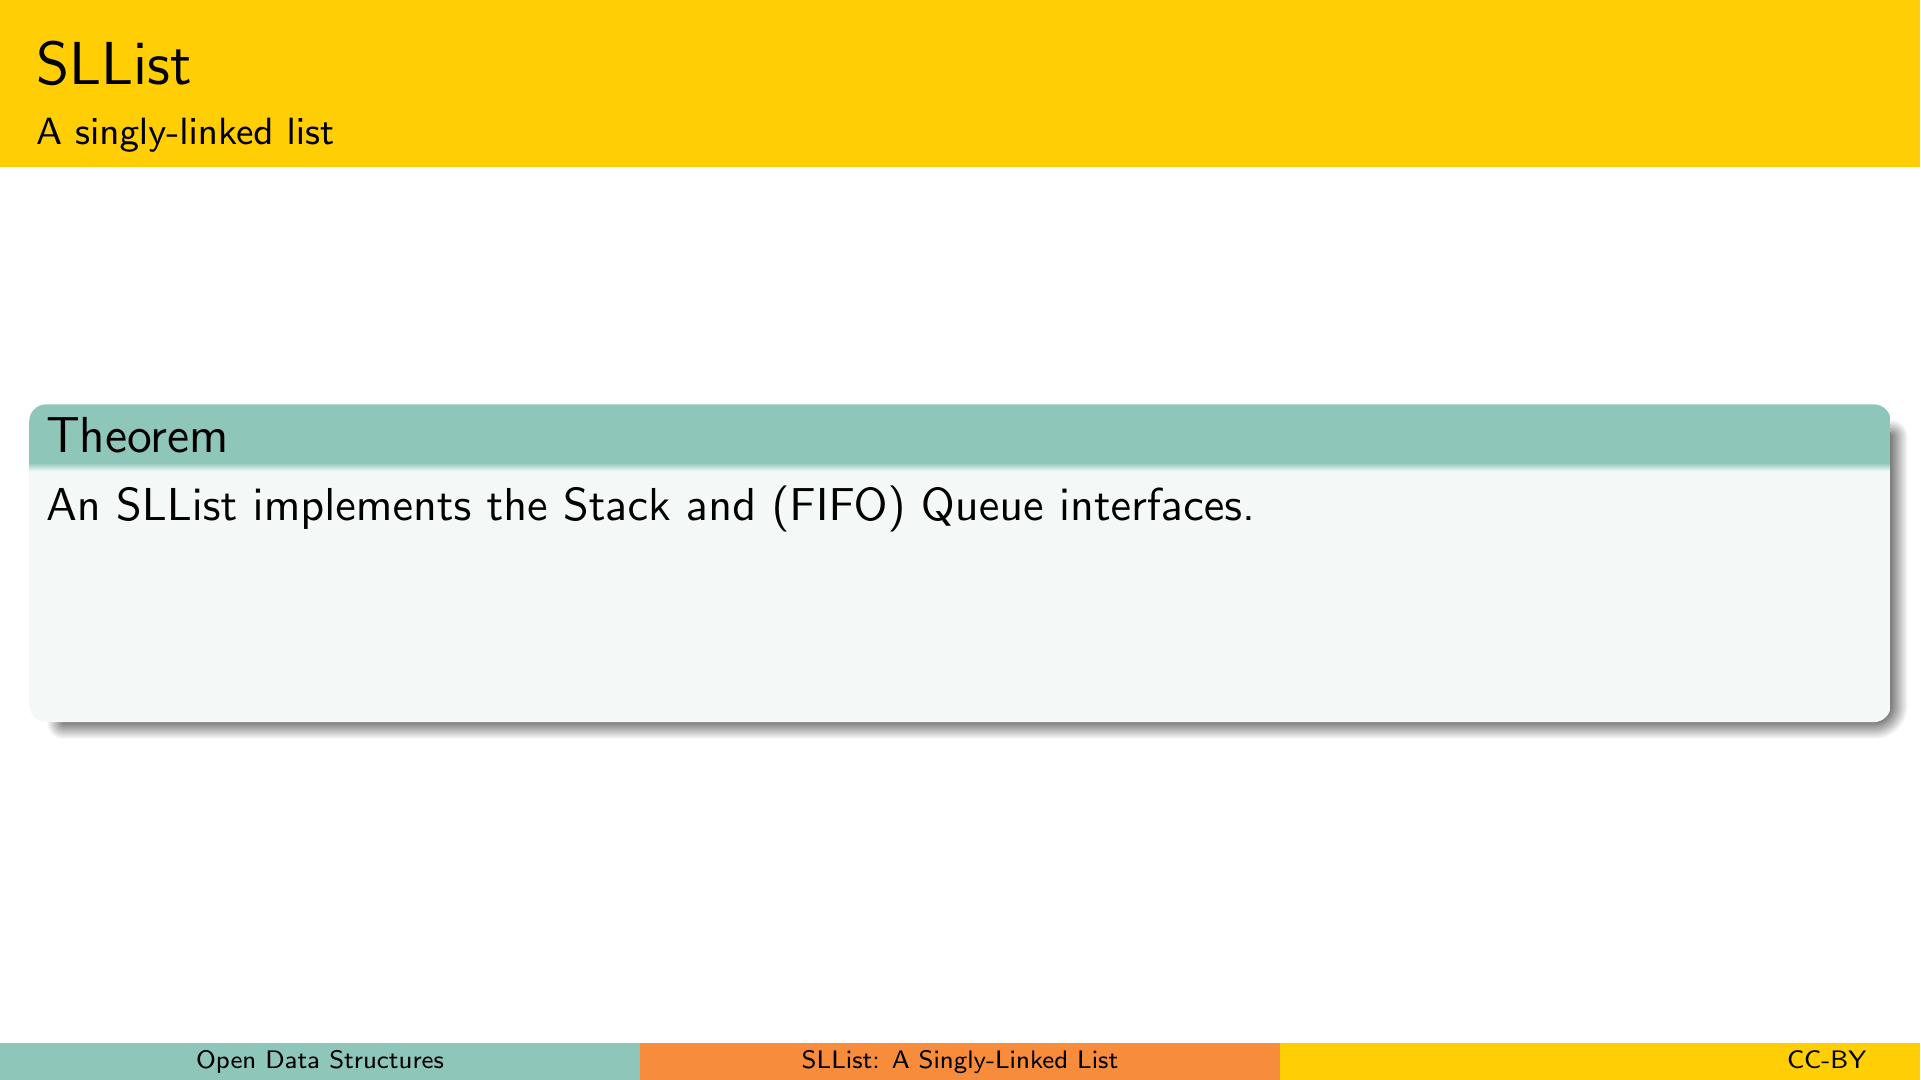 SLList
A singly-linked list
Theorem
An SLList implements the Stack and (FIFO) Queue interfaces.
Open Data Structures
SLList: A Singly-Linked List
CC-BY